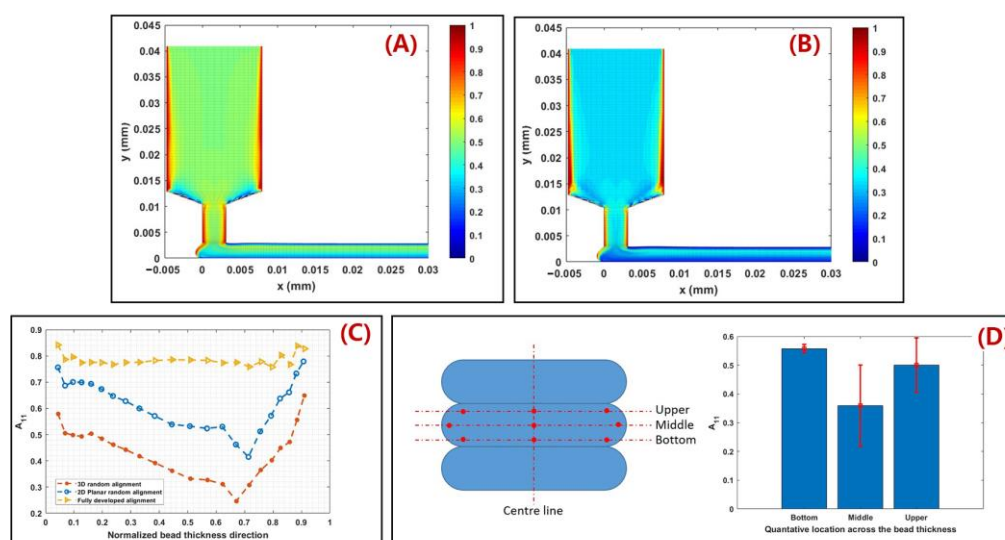 (A)
0.045
0.04
0.035
0.03
0.025
0.02
0.015
0.01
0.005
0
y (mm)
-0.005 0 0.005 0.01 0.015 0.02 0.025 0.03
x (mm)
1
0.9
0.8
0.7
0.6
0.5
0.4
0.3
0.2
0.1
0
(B)
0.045
0.04
0.035
0.03
0.025
0.02
0.015
0.01
0.005
0
y (mm)
-0.005 0 0.005 0.01 0.015 0.02 0.025 0.03
x (mm)
1
0.9
0.8
0.7
0.6
0.5
0.4
0.3
0.2
0.1
0
(C)
0.9
0.8
0.7
0.6
0.5
0.4
0.3
0.2
A11
3D random alignment
2D Planar random alignment
Fully developed alignment
0 0.1 0.2 0.3 0.4 0.5 0.6 0.7 0.8 0.9 1
Normalized bead thickness direction
(D)
Upper
Middle
Bottom
Centre line
0.6
0.5
0.4
0.3
0.2
0.1
0
A11
Bottom Middle Upper
Quantative location across the bead thickness